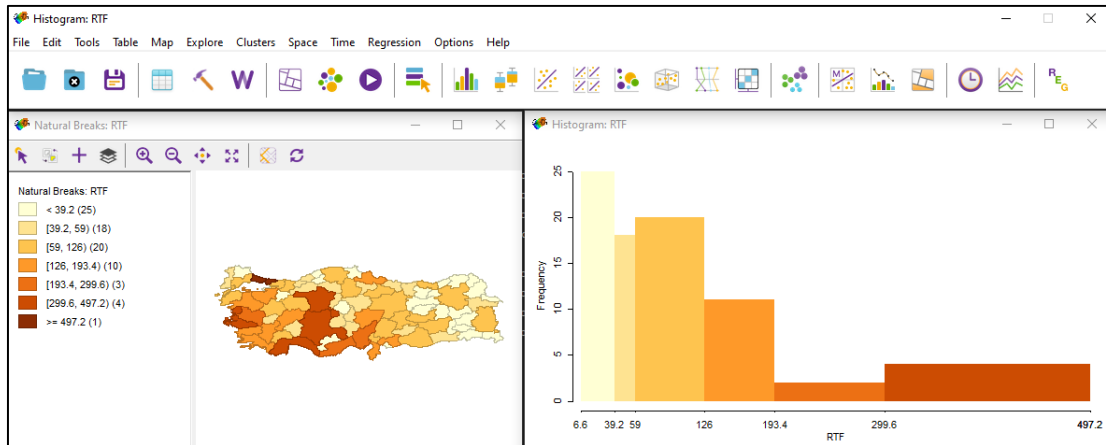 Histogram: RTF
File Edit Tools Table Map Explore Clusters Space Time Regression Options Help
W
M
R E G
Natural Breaks: RTF
Natural Breaks: RTF
< 39.2 (25)
[39.2, 59) (18)
[59, 126) (20)
[126, 193.4) (10)
[193.4, 299.6) (3)
[299.6, 497.2) (4)
>= 497.2 (1)
Histogram: RTF
Frequency
25
20
15
10
5
0
6.6 39.2 59 126 193.4 299.6 497.2
RTF